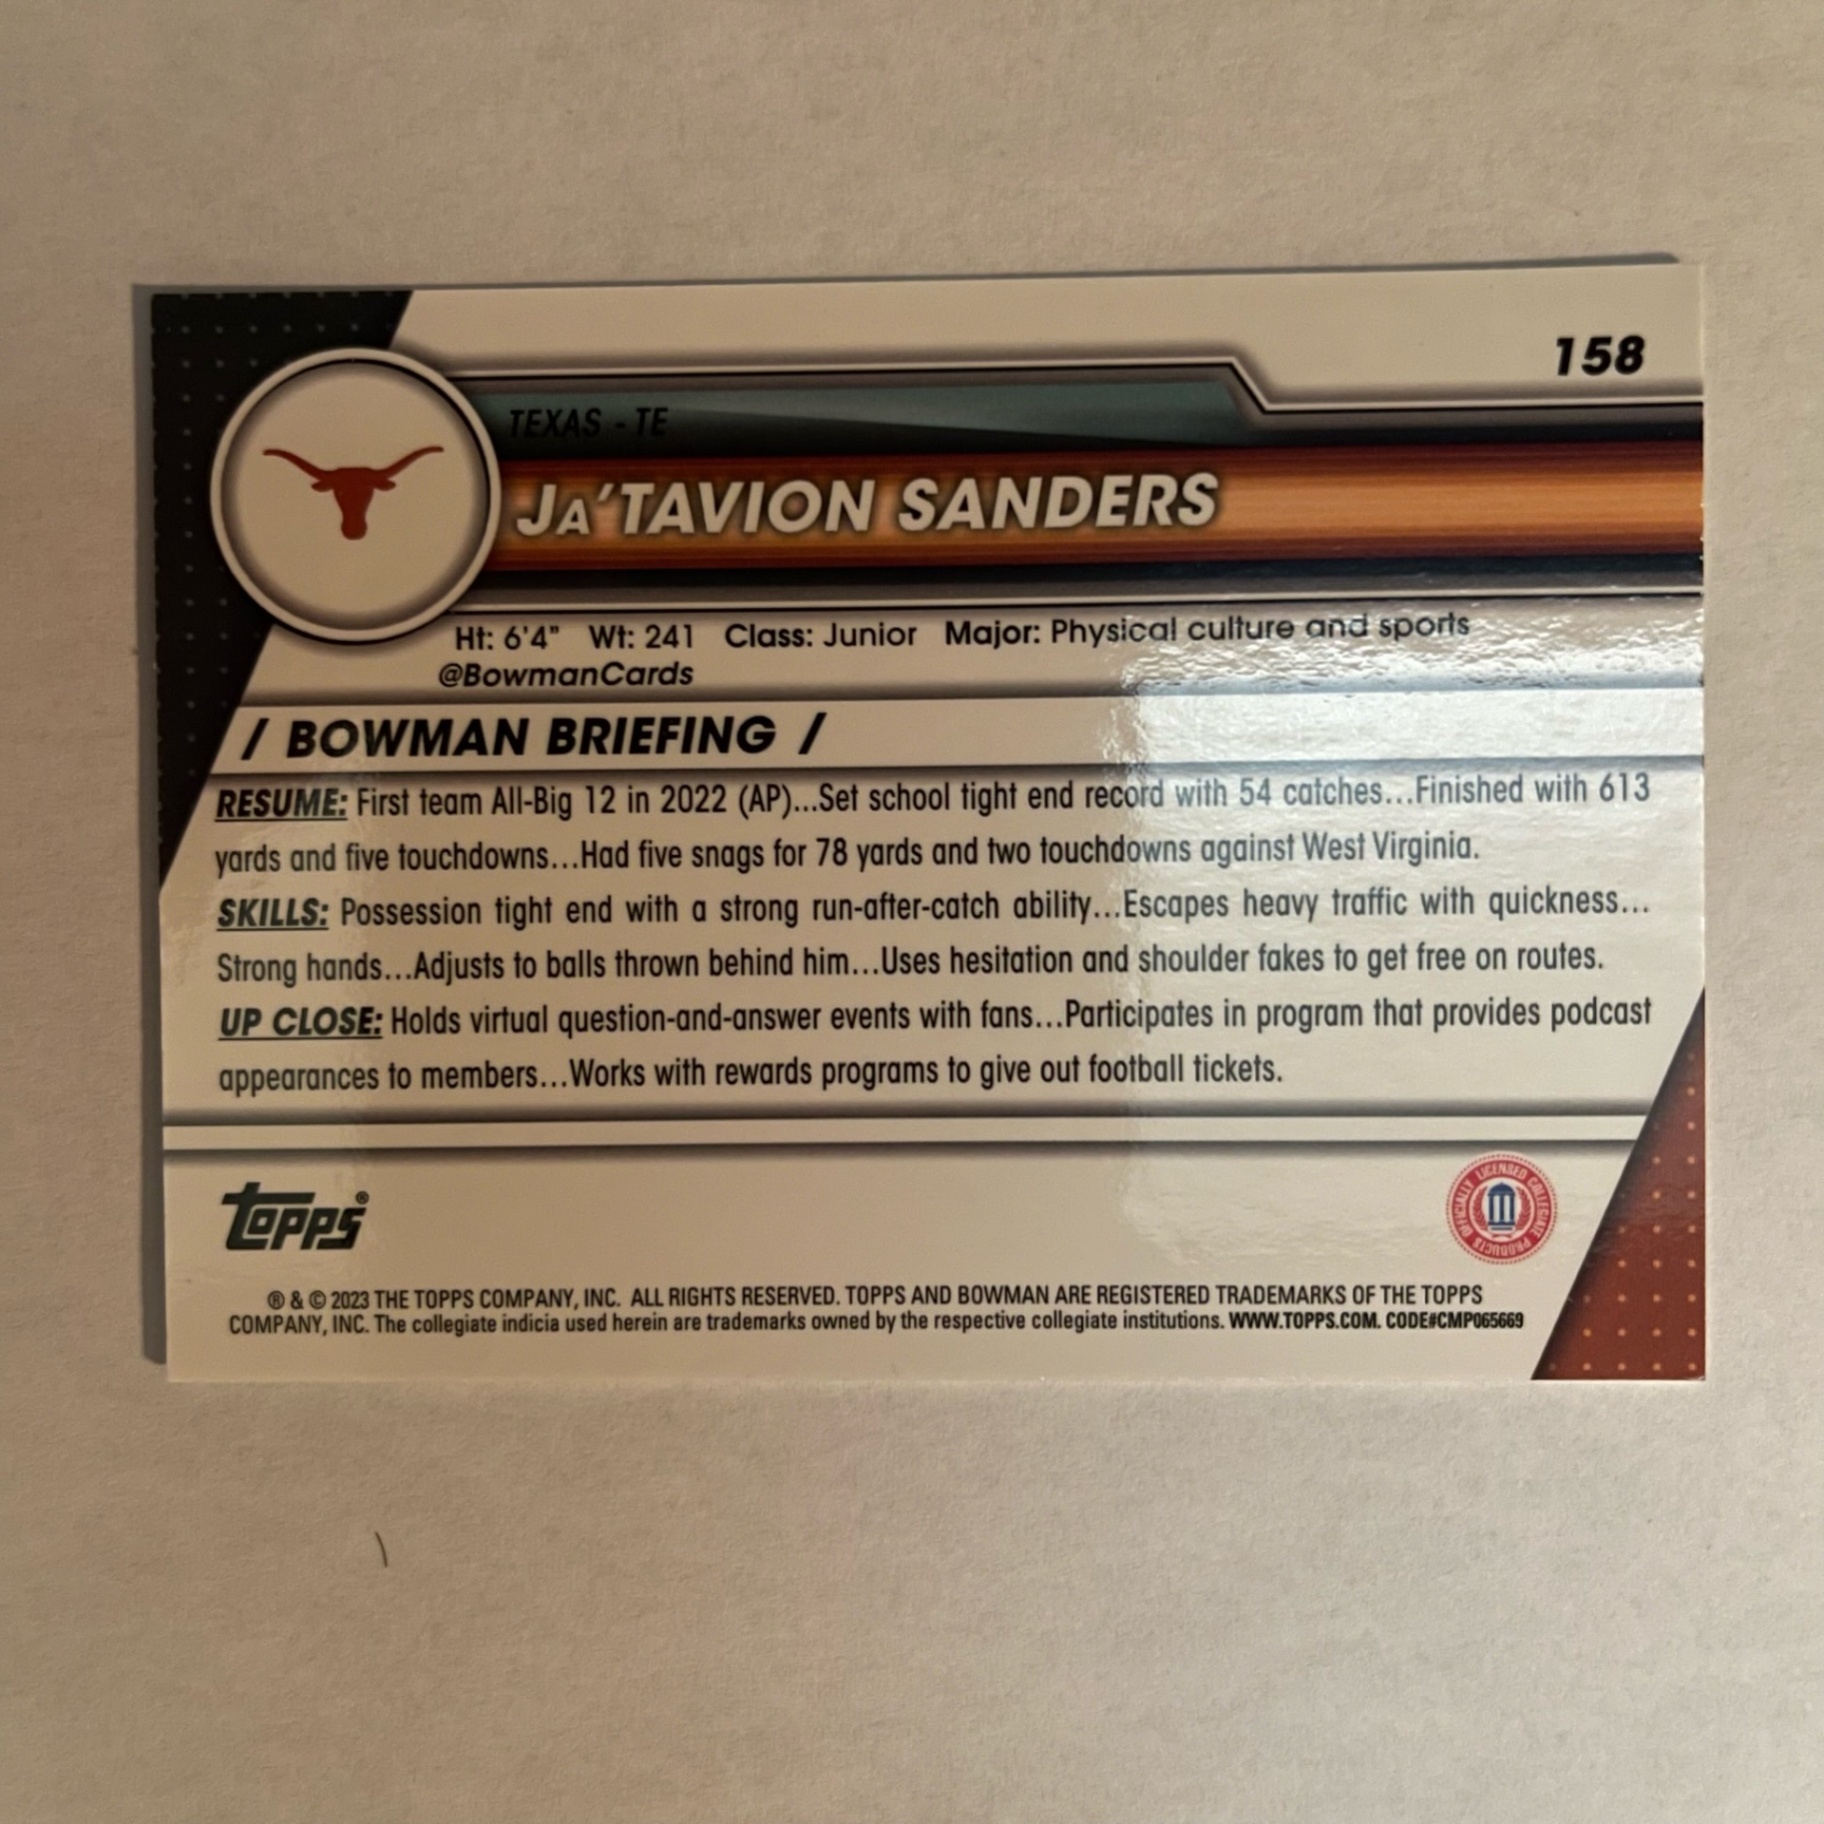 158
TEXAS - TE
JA'TAVION SANDERS
Ht: 6'4" Wt: 241 Class: Junior Major: Physical culture and sports
@BowmanCards
/ BOWMAN BRIEFING /
RESUME: First team All-Big 12 in 2022 (AP)...Set school tight end record with 54 catches...Finished with 613
yards and five touchdowns...Had five snags for 78 yards and two touchdowns against West Virginia.
SKILLS: Possession tight end with a strong run-after-catch ability...Escapes heavy traffic with quickness...
Strong hands...Adjusts to balls thrown behind him...Uses hesitation and shoulder fakes to get free on routes.
UP CLOSE: Holds virtual question-and-answer events with fans...Participates in program that provides podcast
appearances to members...Works with rewards programs to give out football tickets.
topps®
OFFICIALLY LICENSED COLLEGIATE PRODUCTS
® & © 2023 THE TOPPS COMPANY, INC. ALL RIGHTS RESERVED. TOPPS AND BOWMAN ARE REGISTERED TRADEMARKS OF THE TOPPS
COMPANY, INC. The collegiate indicia used herein are trademarks owned by the respective collegiate institutions. WWW.TOPPS.COM. CODE#CMP065669